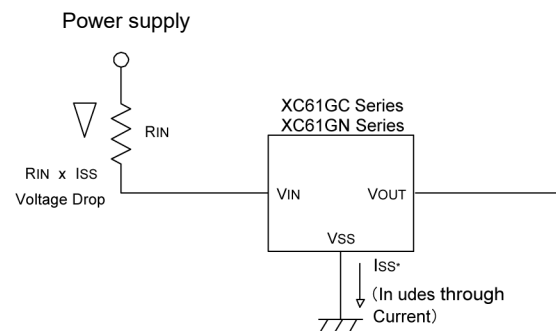 Power supply
XC61GC Series
XC61GN Series
RIN
RIN x ISS
Voltage Drop
VIN
VOUT
VSS
ISS*
(In udes through
Current)